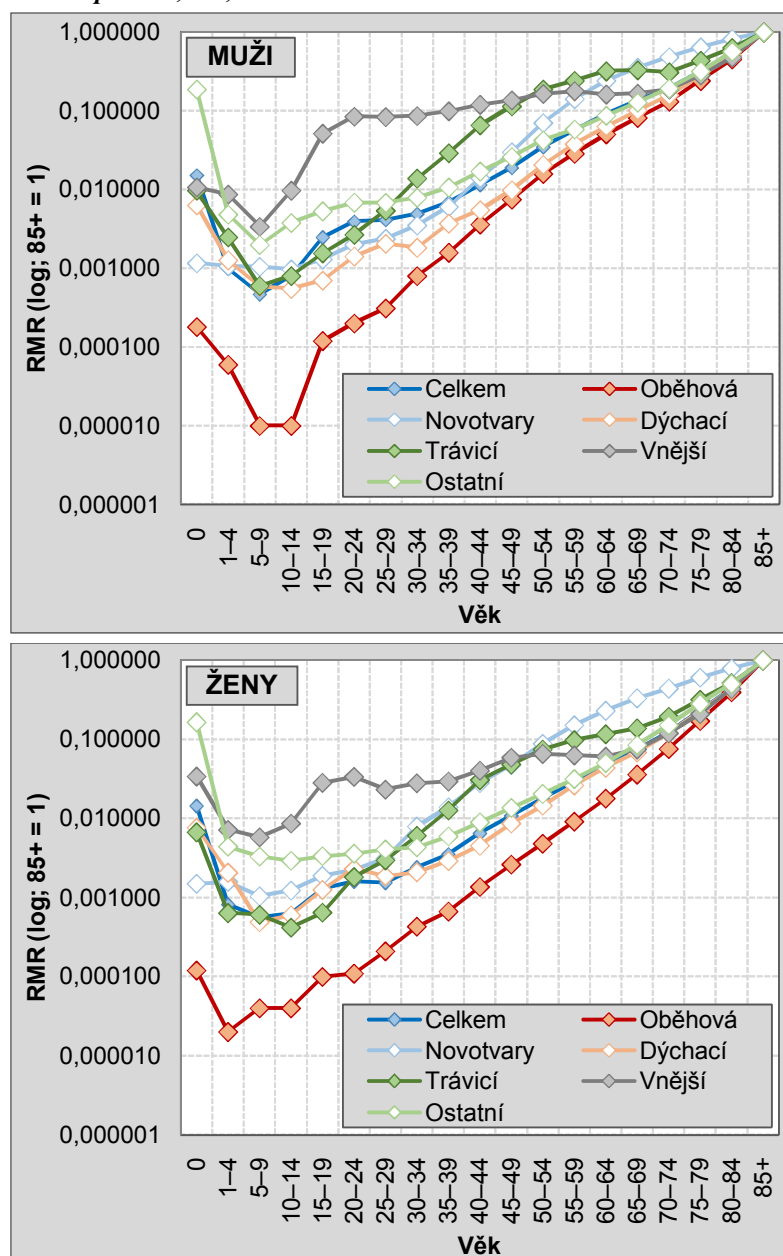 MUŽI
RMR (log; 85+ = 1)
1,000000
0,100000
0,010000
0,001000
0,000100
0,000010
0,000001
Celkem
Oběhová
Novotvary
Dýchací
Trávicí
Vnější
Ostatní
0
1–4
5–9
10–14
15–19
20–24
25–29
30–34
35–39
40–44
45–49
50–54
55–59
60–64
65–69
70–74
75–79
80–84
85+
Věk
ŽENY
RMR (log; 85+ = 1)
1,000000
0,100000
0,010000
0,001000
0,000100
0,000010
0,000001
Celkem
Oběhová
Novotvary
Dýchací
Trávicí
Vnější
Ostatní
0
1–4
5–9
10–14
15–19
20–24
25–29
30–34
35–39
40–44
45–49
50–54
55–59
60–64
65–69
70–74
75–79
80–84
85+
Věk